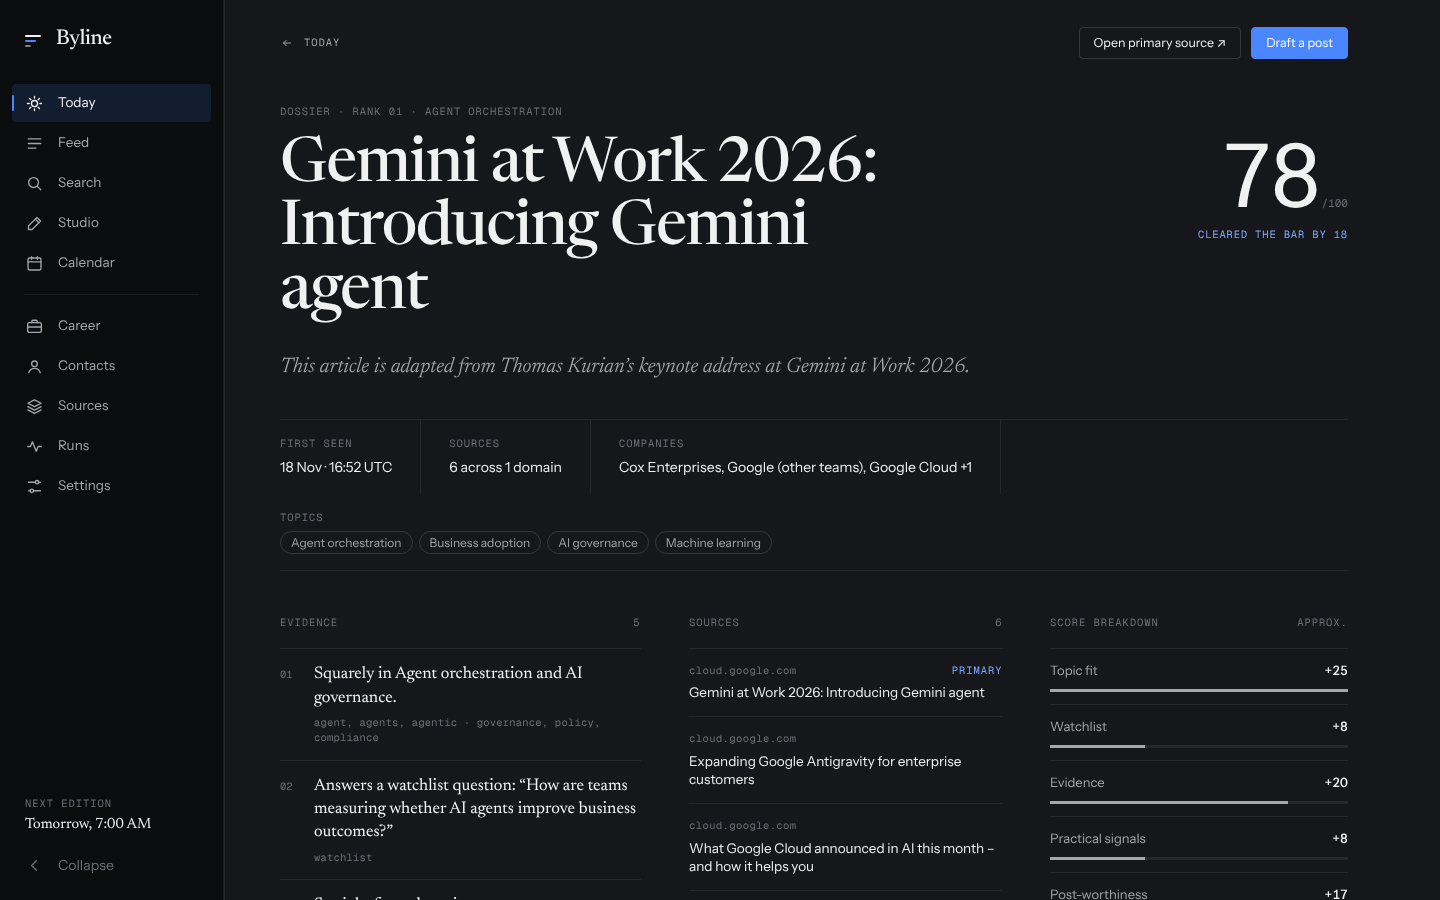 Byline
Today
Feed
Search
Studio
Calendar
Career
Contacts
Sources
Runs
Settings
NEXT EDITION
Tomorrow, 7:00 AM
Collapse
← TODAY
Open primary source ↗
Draft a post
DOSSIER · RANK 01 · AGENT ORCHESTRATION
Gemini at Work 2026:
Introducing Gemini
agent
78 /100
CLEARED THE BAR BY 18
This article is adapted from Thomas Kurian’s keynote address at Gemini at Work 2026.
FIRST SEEN
18 Nov · 16:52 UTC
SOURCES
6 across 1 domain
COMPANIES
Cox Enterprises, Google (other teams), Google Cloud +1
TOPICS
Agent orchestration
Business adoption
AI governance
Machine learning
EVIDENCE 5
01 Squarely in Agent orchestration and AI
governance.
agent, agents, agentic · governance, policy,
compliance
02 Answers a watchlist question: “How are teams
measuring whether AI agents improve business
outcomes?”
watchlist
SOURCES 6
cloud.google.com PRIMARY
Gemini at Work 2026: Introducing Gemini agent
cloud.google.com
Expanding Google Antigravity for enterprise
customers
cloud.google.com
What Google Cloud announced in AI this month –
and how it helps you
SCORE BREAKDOWN APPROX.
Topic fit +25
Watchlist +8
Evidence +20
Practical signals +8
Post-worthiness +17